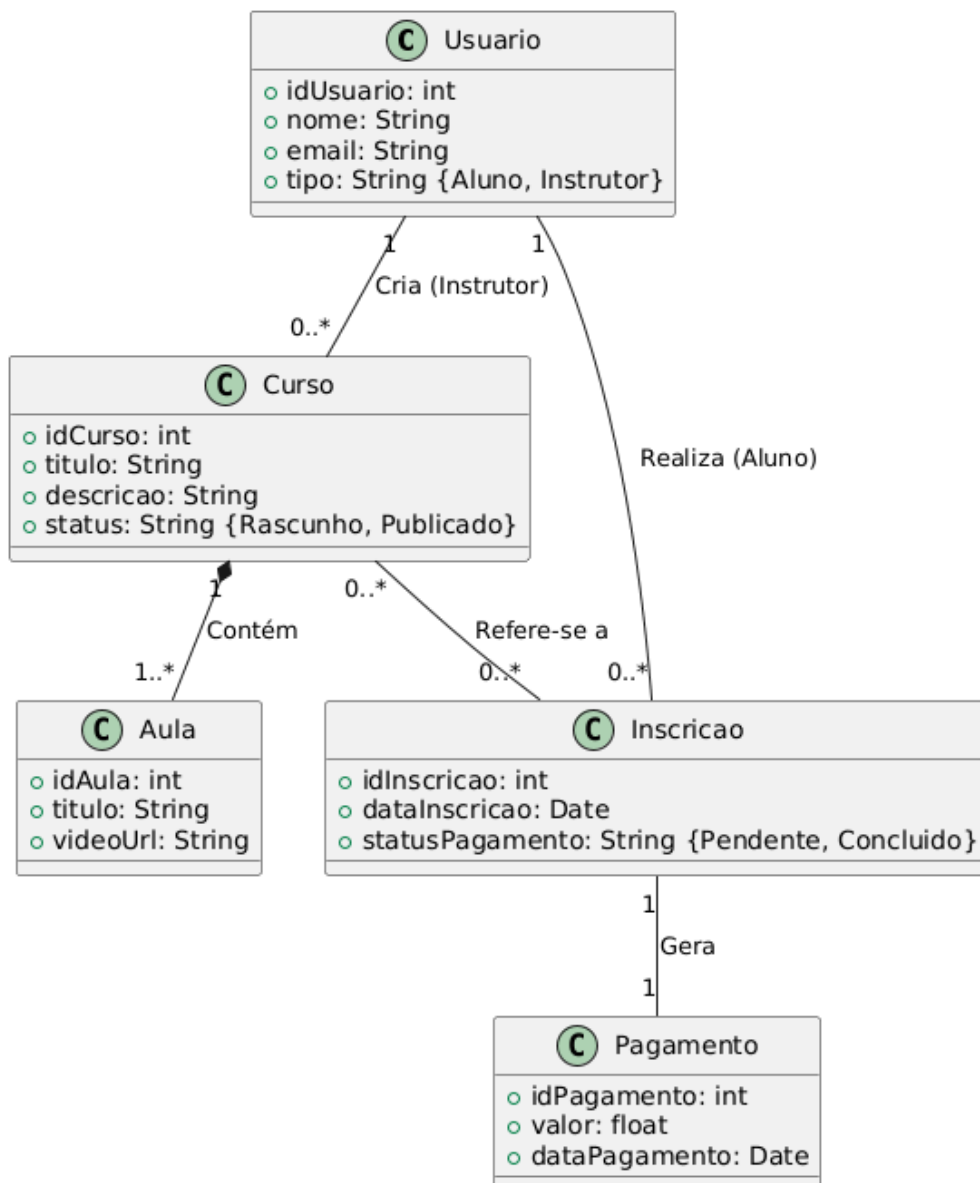 C Usuario
idUsuario: int
nome: String
email: String
tipo: String {Aluno, Instrutor}
1
1
Cria (Instrutor)
0..*
C Curso
idCurso: int
titulo: String
descricao: String
status: String {Rascunho, Publicado}
Realiza (Aluno)
1
0..*
Contém
Refere-se a
1..*
0..*
0..*
C Aula
idAula: int
titulo: String
videoUrl: String
C Inscricao
idInscricao: int
dataInscricao: Date
statusPagamento: String {Pendente, Concluido}
1
Gera
1
C Pagamento
idPagamento: int
valor: float
dataPagamento: Date